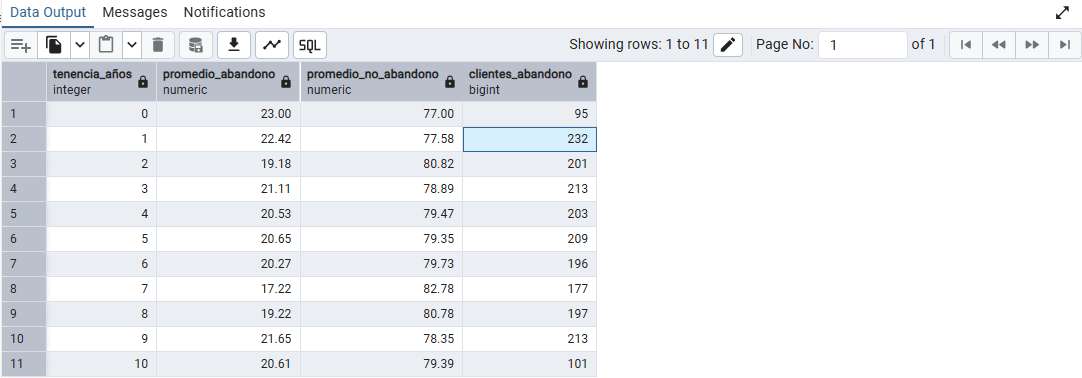 Data Output Messages Notifications
SQL Showing rows: 1 to 11 Page No: 1 of 1
tenencia_años promedio_abandono promedio_no_abandono clientes_abandono
integer numeric numeric bigint
1 0 23.00 77.00 95
2 1 22.42 77.58 232
3 2 19.18 80.82 201
4 3 21.11 78.89 213
5 4 20.53 79.47 203
6 5 20.65 79.35 209
7 6 20.27 79.73 196
8 7 17.22 82.78 177
9 8 19.22 80.78 197
10 9 21.65 78.35 213
11 10 20.61 79.39 101